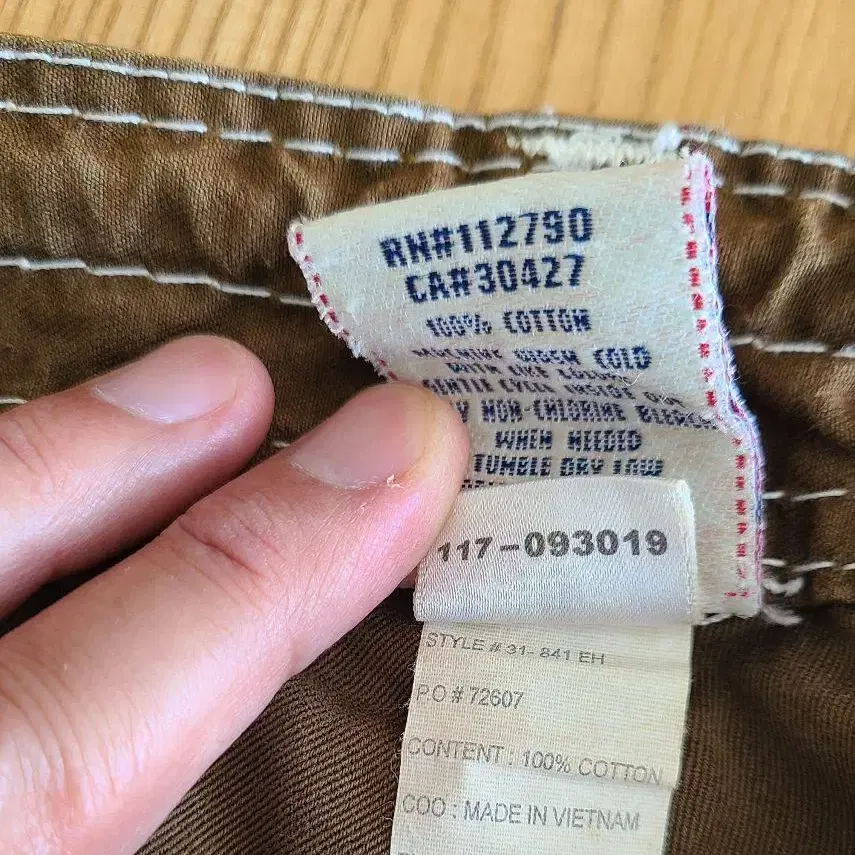 RN#112790
CA#30427
100% COTTON
MACHINE WASH COLD
WITH LIKE COLORS
GENTLE CYCLE INSIDE OUT
NON-CHLORINE BLEACH
WHEN NEEDED
TUMBLE DRY LOW
117-093019
STYLE # 31- 841 EH
P.O # 72607
CONTENT : 100% COTTON
COO : MADE IN VIETNAM